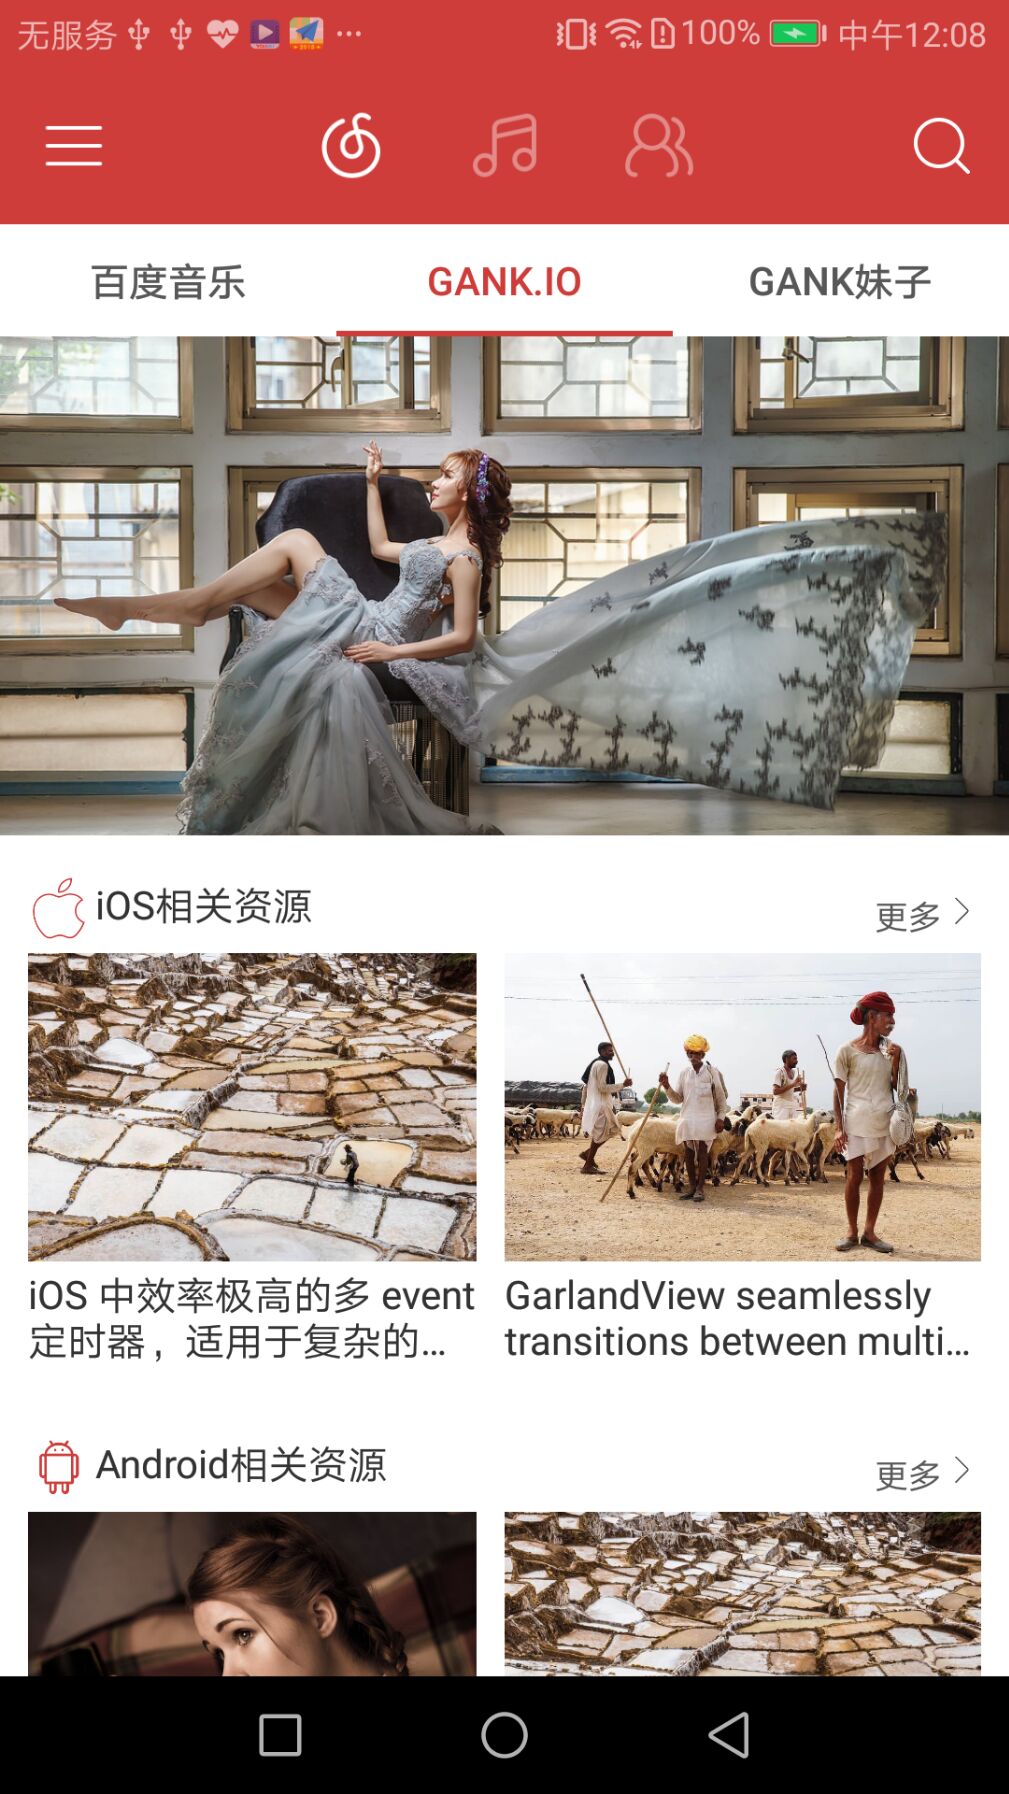 无服务 100% 中午12:08
百度音乐 GANK.IO GANK妹子
iOS相关资源 更多
iOS 中效率极高的多 event
定时器，适用于复杂的...
GarlandView seamlessly
transitions between multi...
Android相关资源 更多